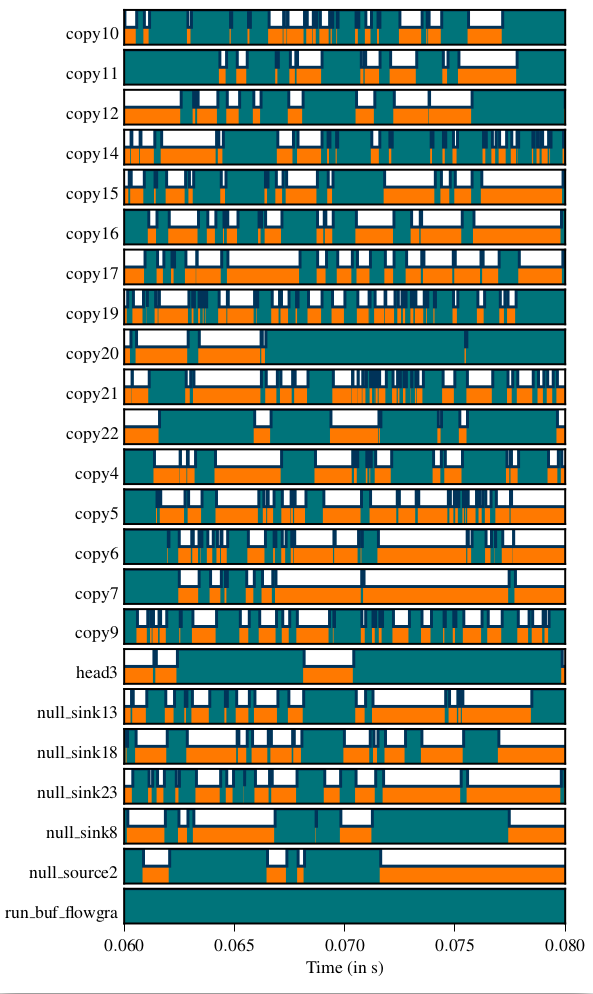 copy10
copy11
copy12
copy14
copy15
copy16
copy17
copy19
copy20
copy21
copy22
copy4
copy5
copy6
copy7
copy9
head3
null_sink13
null_sink18
null_sink23
null_sink8
null_source2
run_buf_flowgra
0.060 0.065 0.070 0.075 0.080
Time (in s)